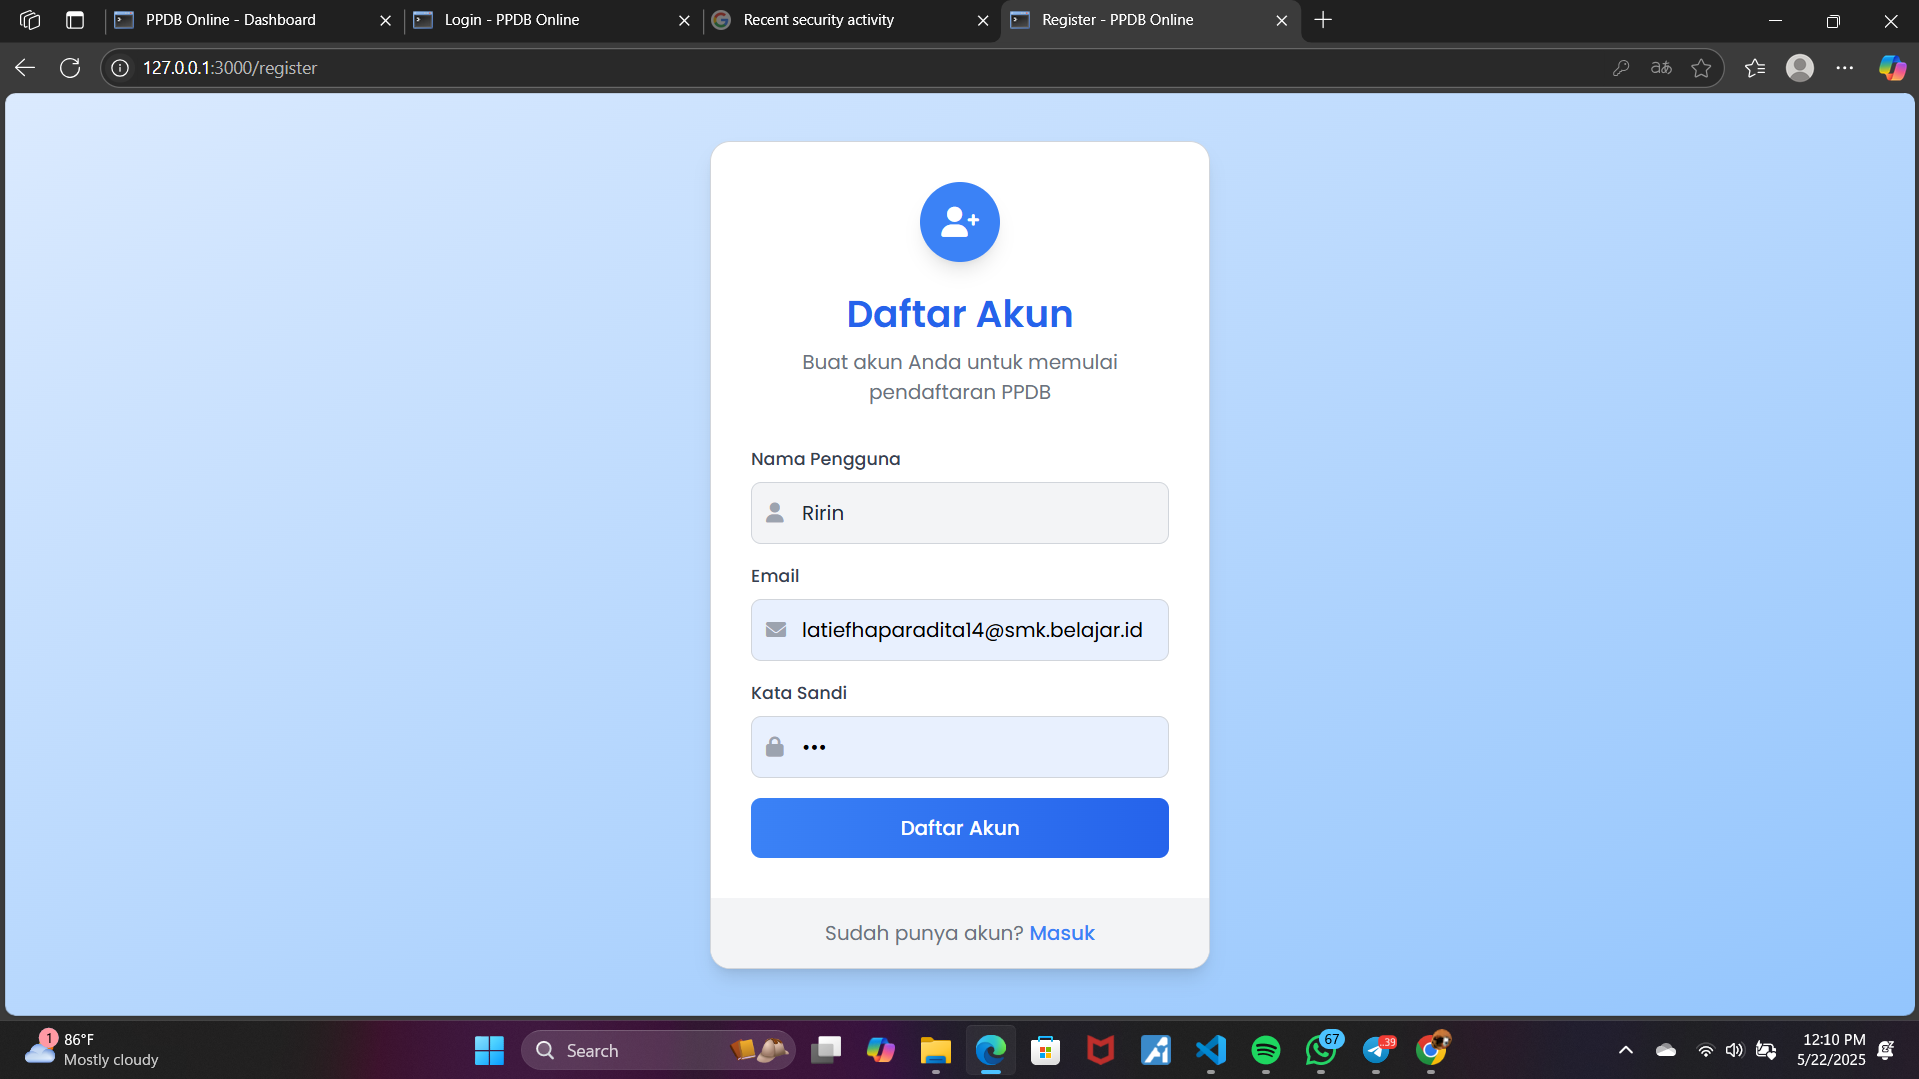 PPDB Online - Dashboard
Login - PPDB Online
Recent security activity
Register - PPDB Online
127.0.0.1:3000/register
Daftar Akun
Buat akun Anda untuk memulai
pendaftaran PPDB
Nama Pengguna
Ririn
Email
latiefhaparadita14@smk.belajar.id
Kata Sandi
•••
Daftar Akun
Sudah punya akun? Masuk
1
86°F
Mostly cloudy
Search
67
..39
12:10 PM
5/22/2025